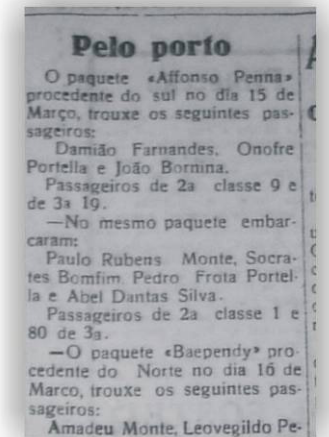 Pelo porto
O paquete «Affonso Penna»
procedente do sul no dia 15 de
Março, trouxe os seguintes pas-
sageiros:
Damião Farnandes, Onofre
Portella e João Bornina.
Passageiros de 2a classe 9 e
de 3a 19.
—No mesmo paquete embar-
caram:
Paulo Rubens Monte, Socra-
tes Bomfim Pedro Frota Portel-
la e Abel Dantas Silva.
Passageiros de 2a classe 1 e
80 de 3a.
—O paquete «Baependy» pro-
cedente do Norte no dia 16 de
Março, trouxe os seguintes pas-
sageiros:
Amadeu Monte, Leovegildo Pe-